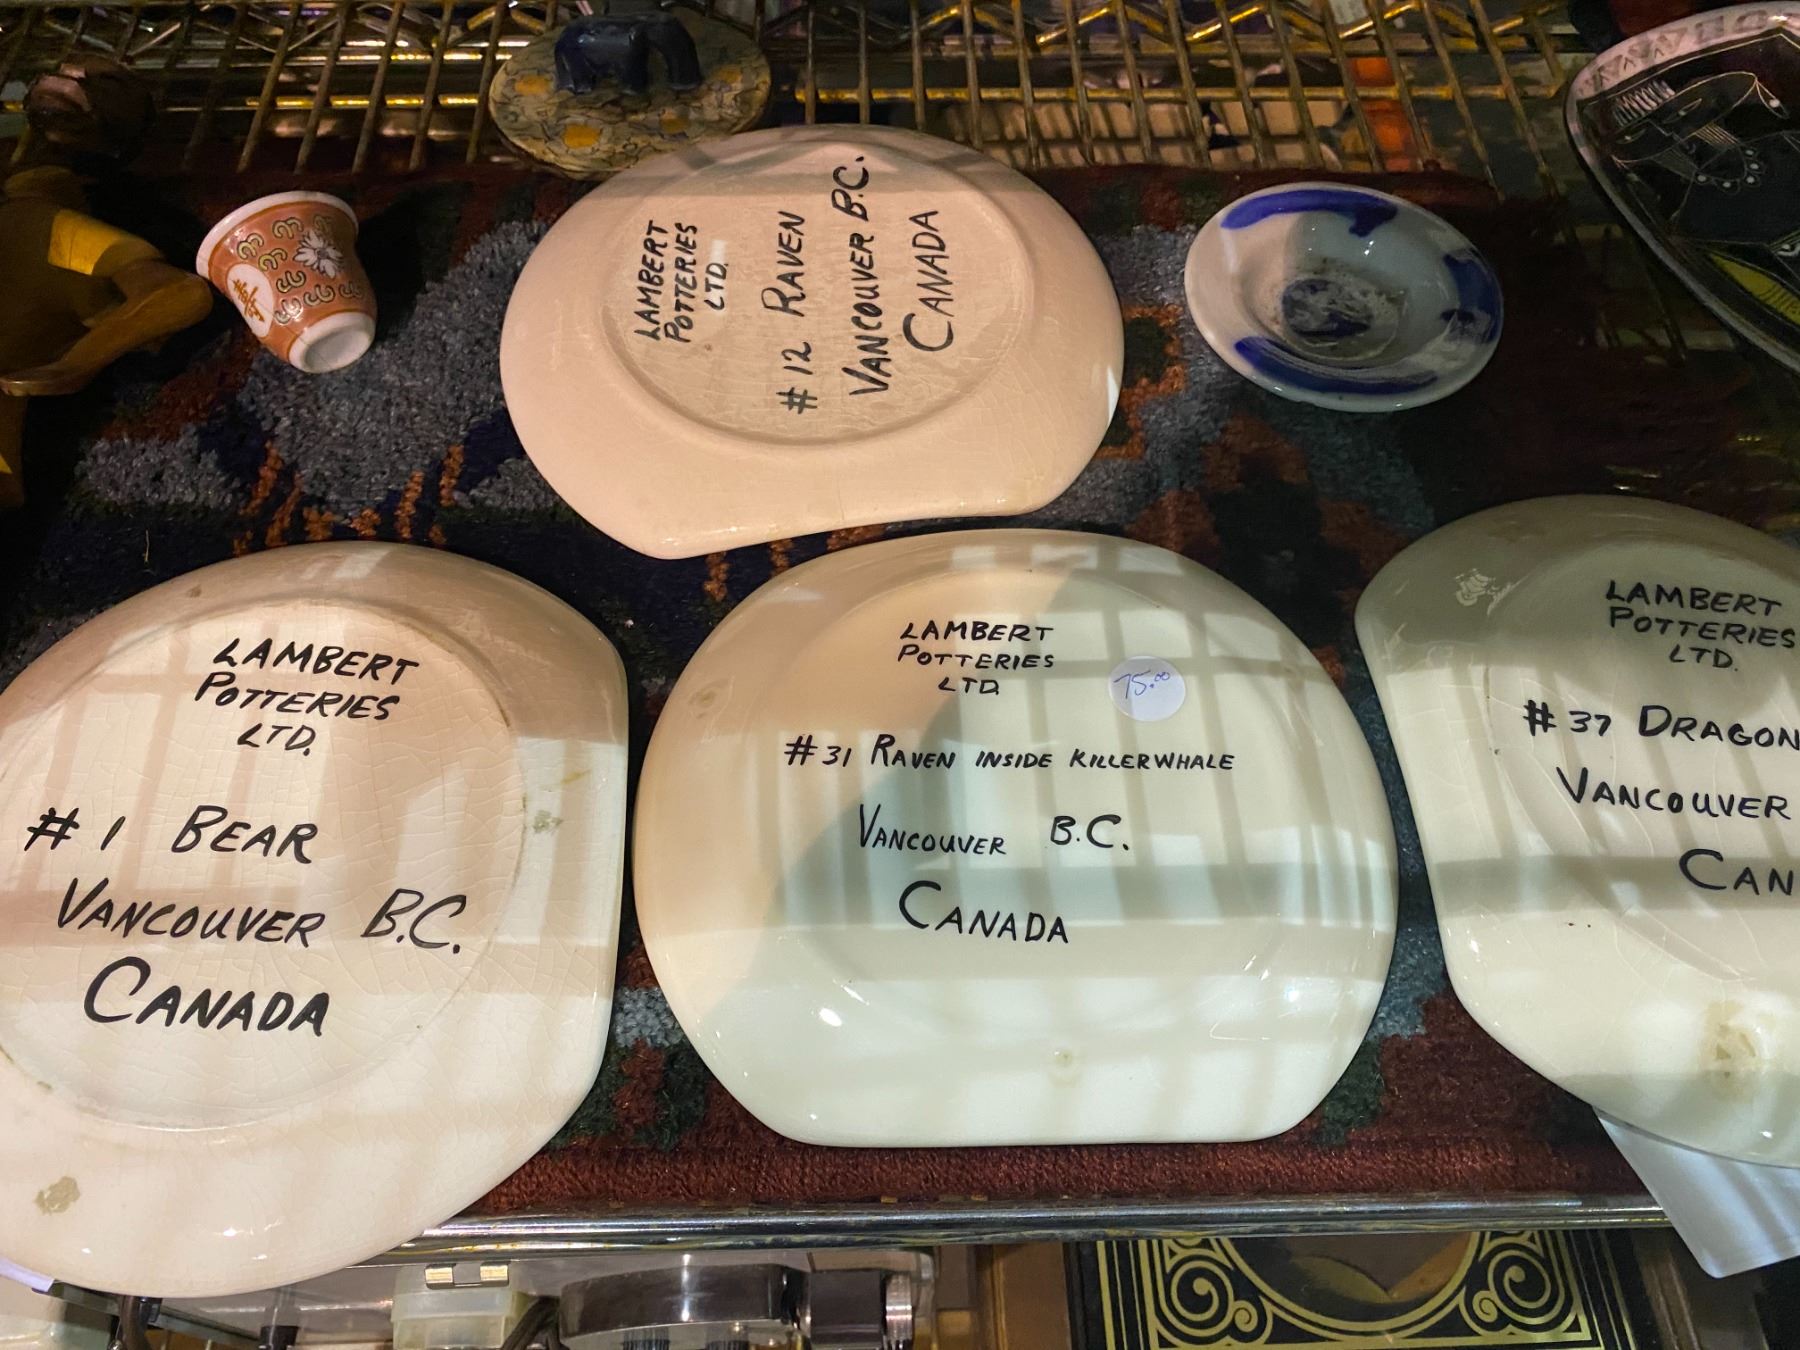 LAMBERT
POTTERIES
LTD.
# 12 RAVEN
VANCOUVER B.C.
CANADA
LAMBERT
POTTERIES
LTD.
# 1 BEAR
VANCOUVER B.C.
CANADA
LAMBERT
POTTERIES
LTD.
75.00
# 31 RAVEN INSIDE KILLERWHALE
VANCOUVER B.C.
CANADA
LAMBERT
POTTERIES
LTD.
# 37 DRAGON
VANCOUVER
CAN